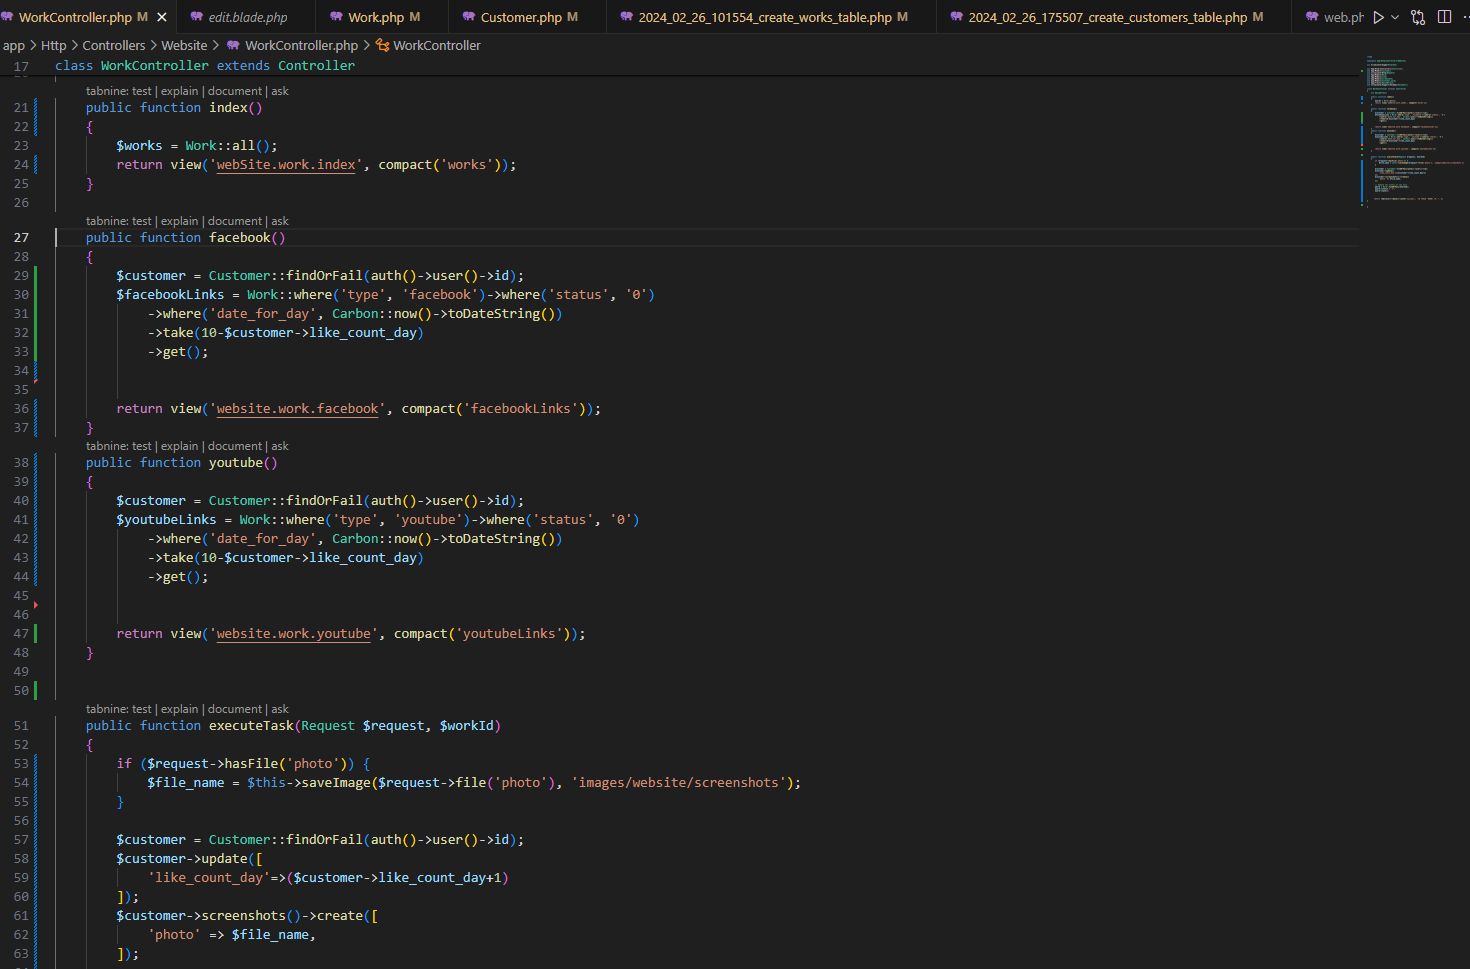 WorkController.php M
edit.blade.php
Work.php M
Customer.php M
2024_02_26_101554_create_works_table.php M
2024_02_26_175507_create_customers_table.php M
web.ph
app > Http > Controllers > Website > WorkController.php > WorkController
17 class WorkController extends Controller
tabnine: test | explain | document | ask
21 public function index()
22 {
23 $works = Work::all();
24 return view('webSite.work.index', compact('works'));
25 }
26
tabnine: test | explain | document | ask
27 public function facebook()
28 {
29 $customer = Customer::findOrFail(auth()->user()->id);
30 $facebookLinks = Work::where('type', 'facebook')->where('status', '0')
31 ->where('date_for_day', Carbon::now()->toDateString())
32 ->take(10-$customer->like_count_day)
33 ->get();
34
35
36 return view('website.work.facebook', compact('facebookLinks'));
37 }
tabnine: test | explain | document | ask
38 public function youtube()
39 {
40 $customer = Customer::findOrFail(auth()->user()->id);
41 $youtubeLinks = Work::where('type', 'youtube')->where('status', '0')
42 ->where('date_for_day', Carbon::now()->toDateString())
43 ->take(10-$customer->like_count_day)
44 ->get();
45
46
47 return view('website.work.youtube', compact('youtubeLinks'));
48 }
49
50
tabnine: test | explain | document | ask
51 public function executeTask(Request $request, $workId)
52 {
53 if ($request->hasFile('photo')) {
54 $file_name = $this->saveImage($request->file('photo'), 'images/website/screenshots');
55 }
56
57 $customer = Customer::findOrFail(auth()->user()->id);
58 $customer->update([
59 'like_count_day'=>($customer->like_count_day+1)
60 ]);
61 $customer->screenshots()->create([
62 'photo' => $file_name,
63 ]);